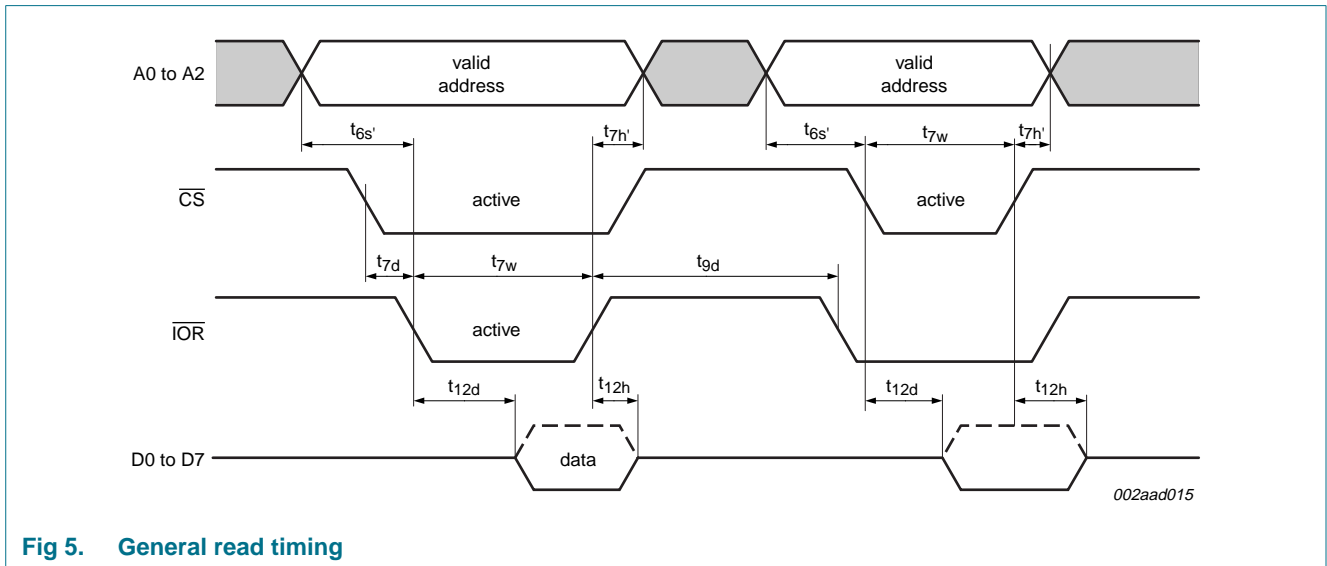 A0 to A2
valid
address
valid
address
t6s' t7h' t6s' t7w t7h'
CS active active
t7d t7w t9d
IOR active
t12d t12h t12d t12h
D0 to D7 data
002aad015
Fig 5. General read timing